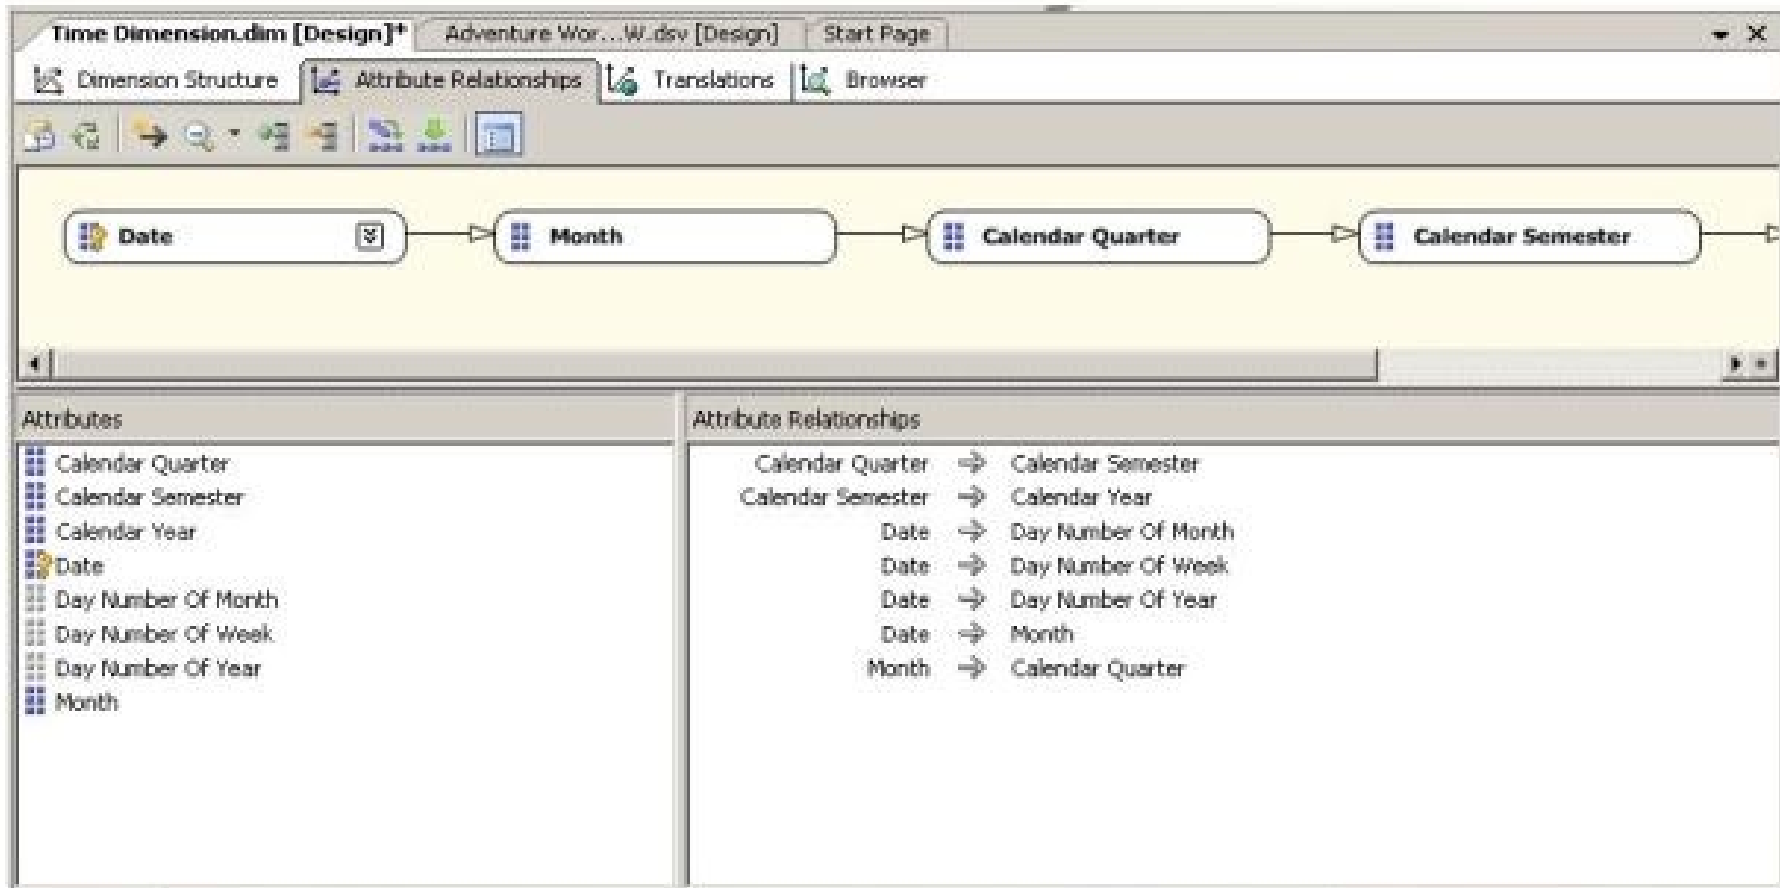 Time Dimension.dim [Design]* Adventure Wor...W.dsv [Design] Start Page
Dimension Structure Attribute Relationships Translations Browser
Date Month Calendar Quarter Calendar Semester
Attributes
Calendar Quarter
Calendar Semester
Calendar Year
Date
Day Number Of Month
Day Number Of Week
Day Number Of Year
Month
Attribute Relationships
Calendar Quarter Calendar Semester
Calendar Semester Calendar Year
Date Day Number Of Month
Date Day Number Of Week
Date Day Number Of Year
Date Month
Month Calendar Quarter